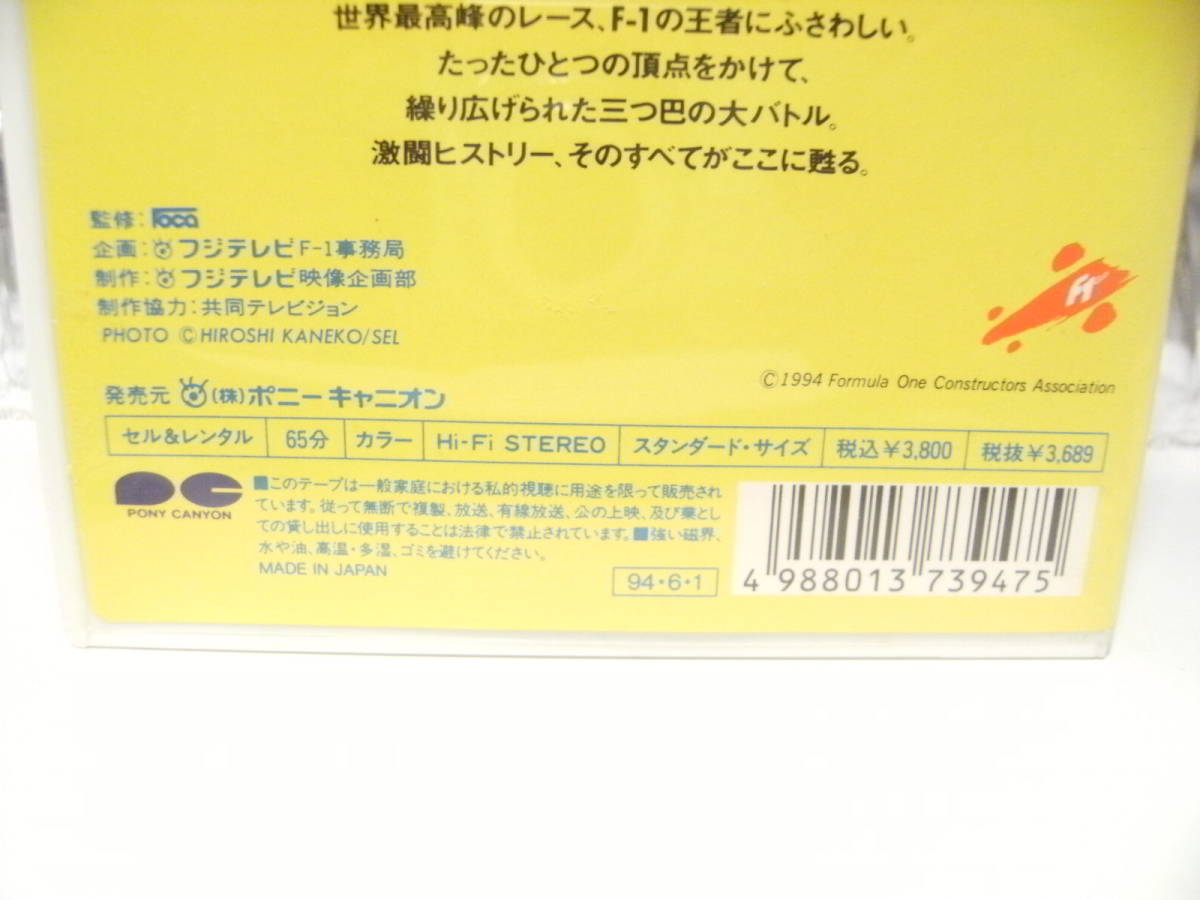 世界最高峰のレース、F-1の王者にふさわしい。
たったひとつの頂点をかけて、
繰り広げられた三つ巴の大バトル。
激闘ヒストリー、そのすべてがここに甦る。
監修：Foca
企画：フジテレビF-1事務局
制作：フジテレビ映像企画部
制作協力：共同テレビジョン
PHOTO ©HIROSHI KANEKO/SEL
©1994 Formula One Constructors Association
発売元 (株)ポニーキャニオン
セル&レンタル 65分 カラー Hi-Fi STEREO スタンダード・サイズ 税込¥3,800 税抜¥3,689
PONY CANYON
■このテープは一般家庭における私的視聴に用途を限って販売され
ています。従って無断で複製、放送、有線放送、公の上映、及び業とし
ての貸し出しに使用することは法律で禁止されています。■強い磁界、
水や油、高温・多湿、ゴミを避けてください。
MADE IN JAPAN
94・6・1
4 988013 739475